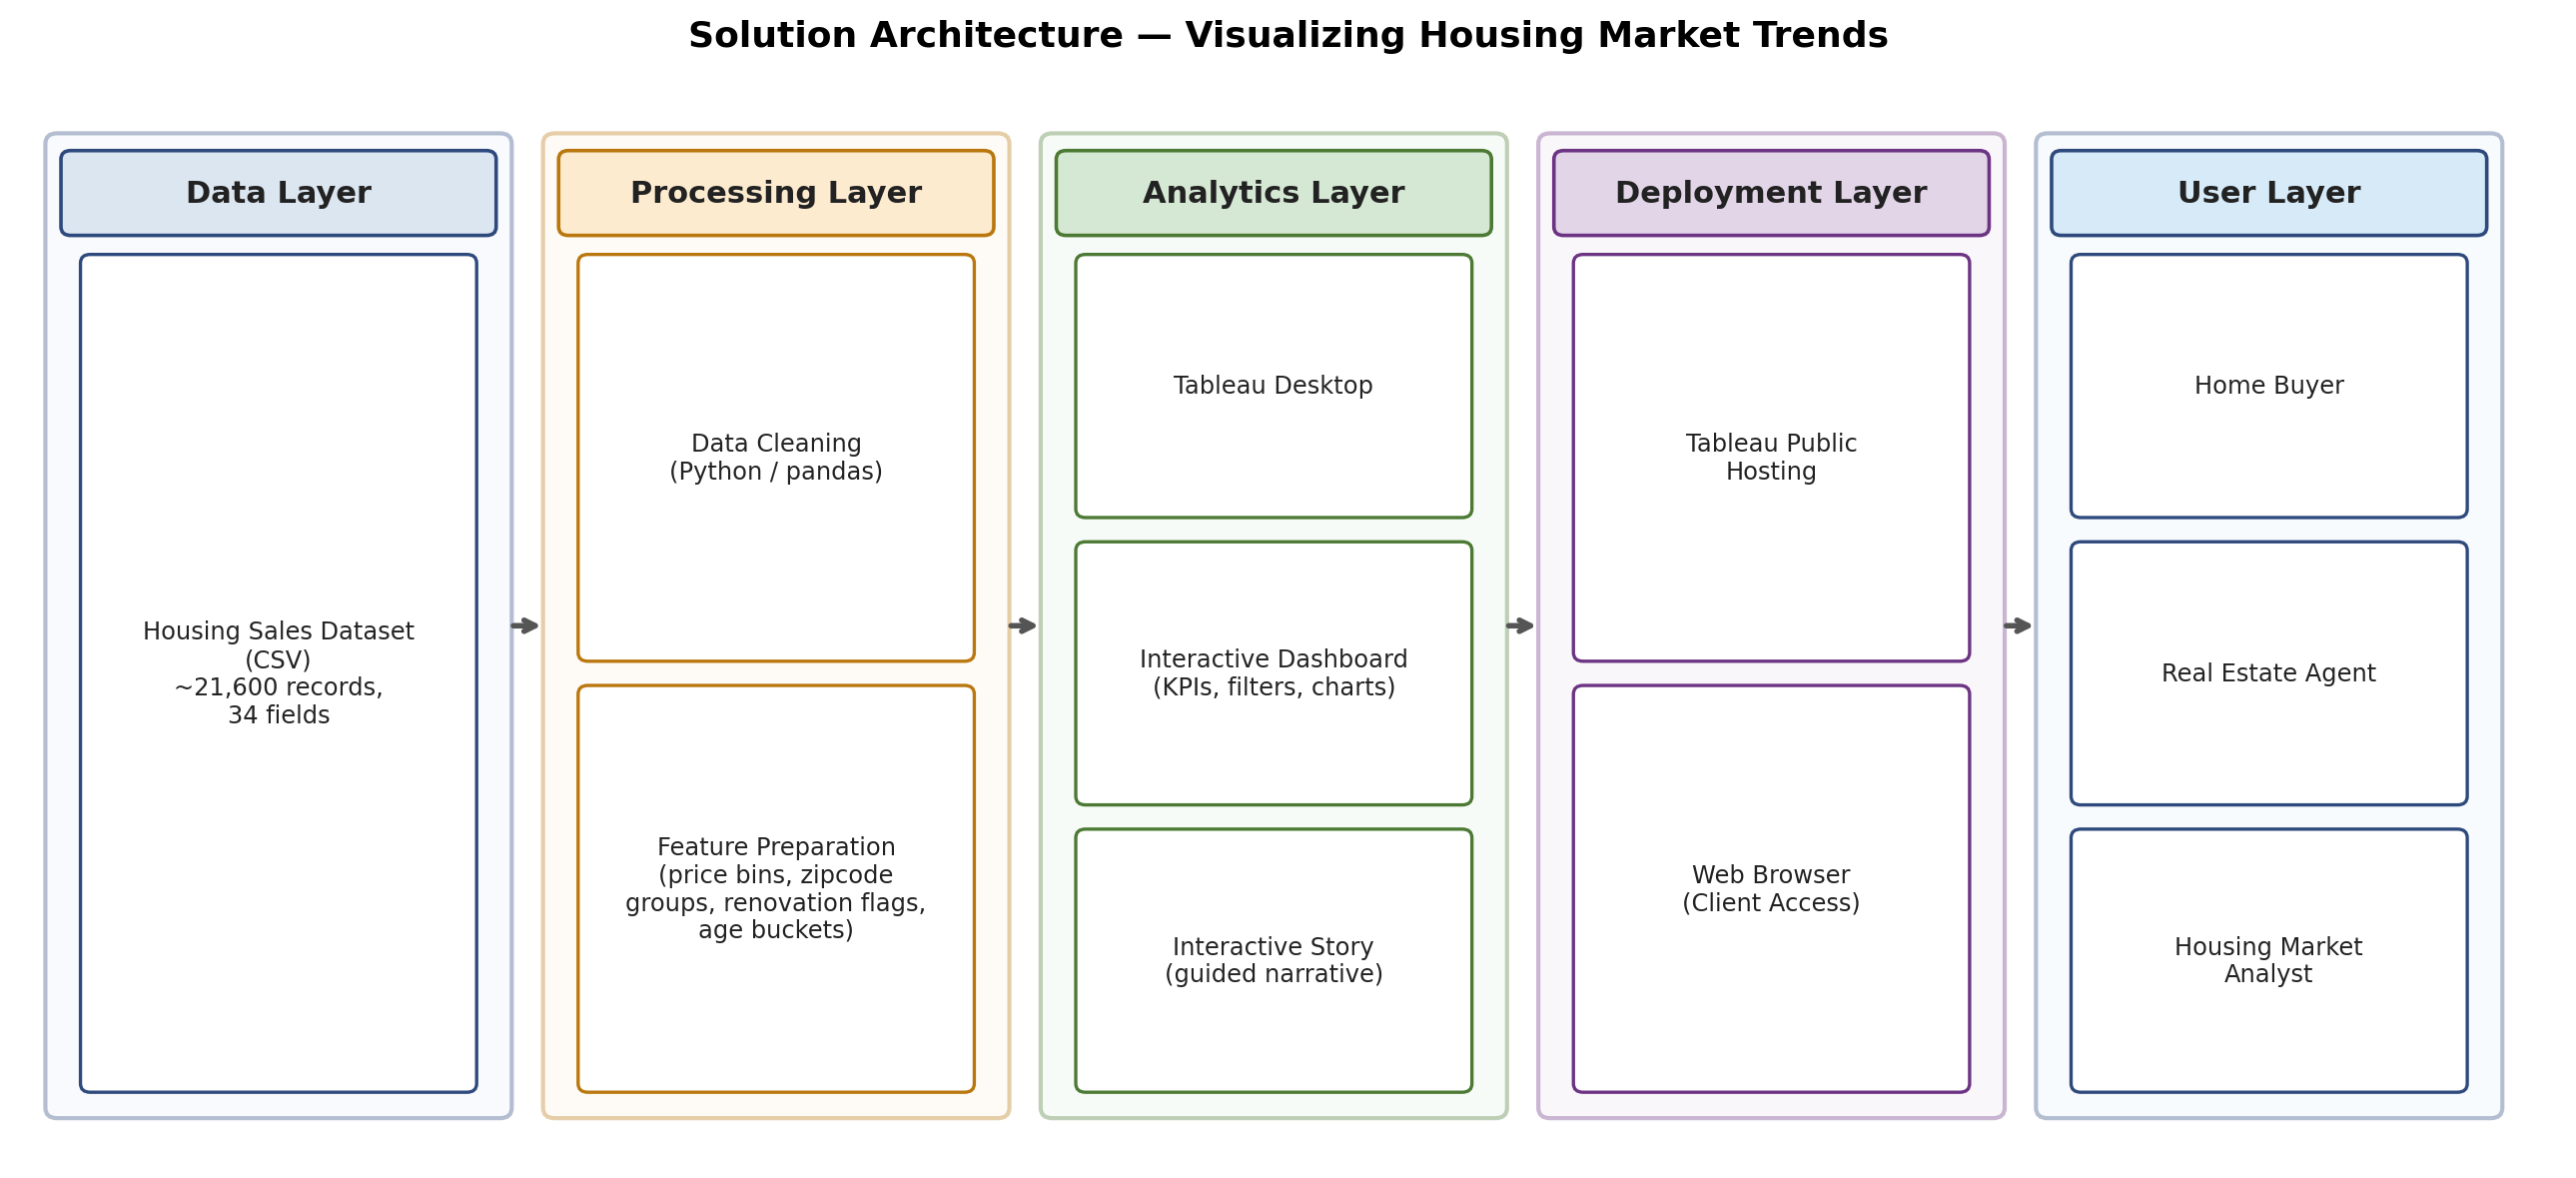 Solution Architecture — Visualizing Housing Market Trends
Data Layer
Housing Sales Dataset
(CSV)
~21,600 records,
34 fields
Processing Layer
Data Cleaning
(Python / pandas)
Feature Preparation
(price bins, zipcode
groups, renovation flags,
age buckets)
Analytics Layer
Tableau Desktop
Interactive Dashboard
(KPIs, filters, charts)
Interactive Story
(guided narrative)
Deployment Layer
Tableau Public
Hosting
Web Browser
(Client Access)
User Layer
Home Buyer
Real Estate Agent
Housing Market
Analyst